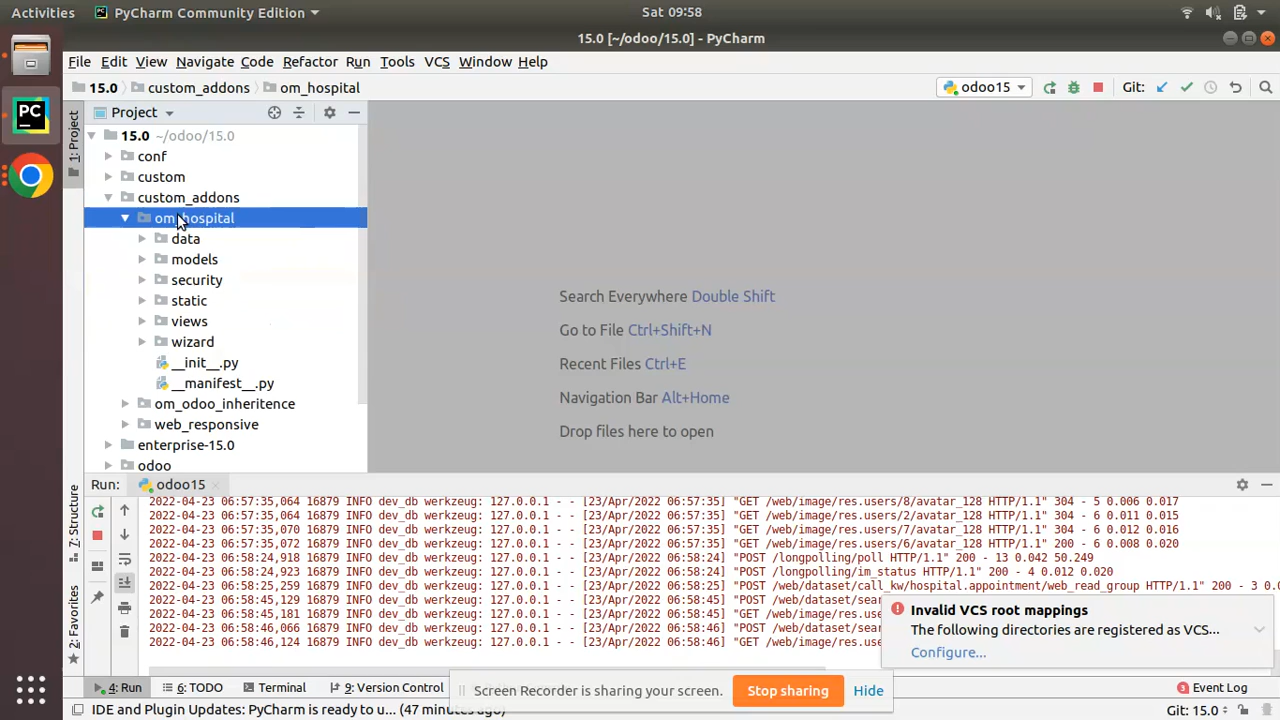 Activities PyCharm Community Edition Sat 09:58
15.0 [~/odoo/15.0] - PyCharm
File Edit View Navigate Code Refactor Run Tools VCS Window Help
15.0 custom_addons om_hospital odoo15 Git:
Project
1: Project
15.0 ~/odoo/15.0
conf
custom
custom_addons
om_hospital
data
models
security
static
views
wizard
__init__.py
__manifest__.py
om_odoo_inheritence
web_responsive
enterprise-15.0
odoo
Search Everywhere Double Shift
Go to File Ctrl+Shift+N
Recent Files Ctrl+E
Navigation Bar Alt+Home
Drop files here to open
PC
7: Structure
2: Favorites
Run: odoo15
2022-04-23 06:57:35,064 16879 INFO dev_db werkzeug: 127.0.0.1 - - [23/Apr/2022 06:57:35] "GET /web/image/res.users/8/avatar_128 HTTP/1.1" 304 - 5 0.006 0.017
2022-04-23 06:57:35,064 16879 INFO dev_db werkzeug: 127.0.0.1 - - [23/Apr/2022 06:57:35] "GET /web/image/res.users/2/avatar_128 HTTP/1.1" 304 - 6 0.011 0.015
2022-04-23 06:57:35,070 16879 INFO dev_db werkzeug: 127.0.0.1 - - [23/Apr/2022 06:57:35] "GET /web/image/res.users/7/avatar_128 HTTP/1.1" 304 - 6 0.012 0.016
2022-04-23 06:57:35,072 16879 INFO dev_db werkzeug: 127.0.0.1 - - [23/Apr/2022 06:57:35] "GET /web/image/res.users/6/avatar_128 HTTP/1.1" 200 - 6 0.008 0.020
2022-04-23 06:58:24,918 16879 INFO dev_db werkzeug: 127.0.0.1 - - [23/Apr/2022 06:58:24] "POST /longpolling/poll HTTP/1.1" 200 - 13 0.042 50.249
2022-04-23 06:58:24,923 16879 INFO dev_db werkzeug: 127.0.0.1 - - [23/Apr/2022 06:58:24] "POST /longpolling/im_status HTTP/1.1" 200 - 4 0.012 0.020
2022-04-23 06:58:25,259 16879 INFO dev_db werkzeug: 127.0.0.1 - - [23/Apr/2022 06:58:25] "POST /web/dataset/call_kw/hospital.appointment/web_read_group HTTP/1.1" 200 - 3 0.0
2022-04-23 06:58:45,129 16879 INFO dev_db werkzeug: 127.0.0.1 - - [23/Apr/2022 06:58:45] "POST /web/dataset/sear
2022-04-23 06:58:45,181 16879 INFO dev_db werkzeug: 127.0.0.1 - - [23/Apr/2022 06:58:45] "GET /web/image/res.use
2022-04-23 06:58:46,066 16879 INFO dev_db werkzeug: 127.0.0.1 - - [23/Apr/2022 06:58:46] "POST /web/dataset/sear
2022-04-23 06:58:46,124 16879 INFO dev_db werkzeug: 127.0.0.1 - - [23/Apr/2022 06:58:46] "GET /web/image/res.use
Invalid VCS root mappings
The following directories are registered as VCS...
Configure...
4: Run 6: TODO Terminal 9: Version Control Event Log
Screen Recorder is sharing your screen. Stop sharing Hide
IDE and Plugin Updates: PyCharm is ready to u... (47 minutes ago) Git: 15.0